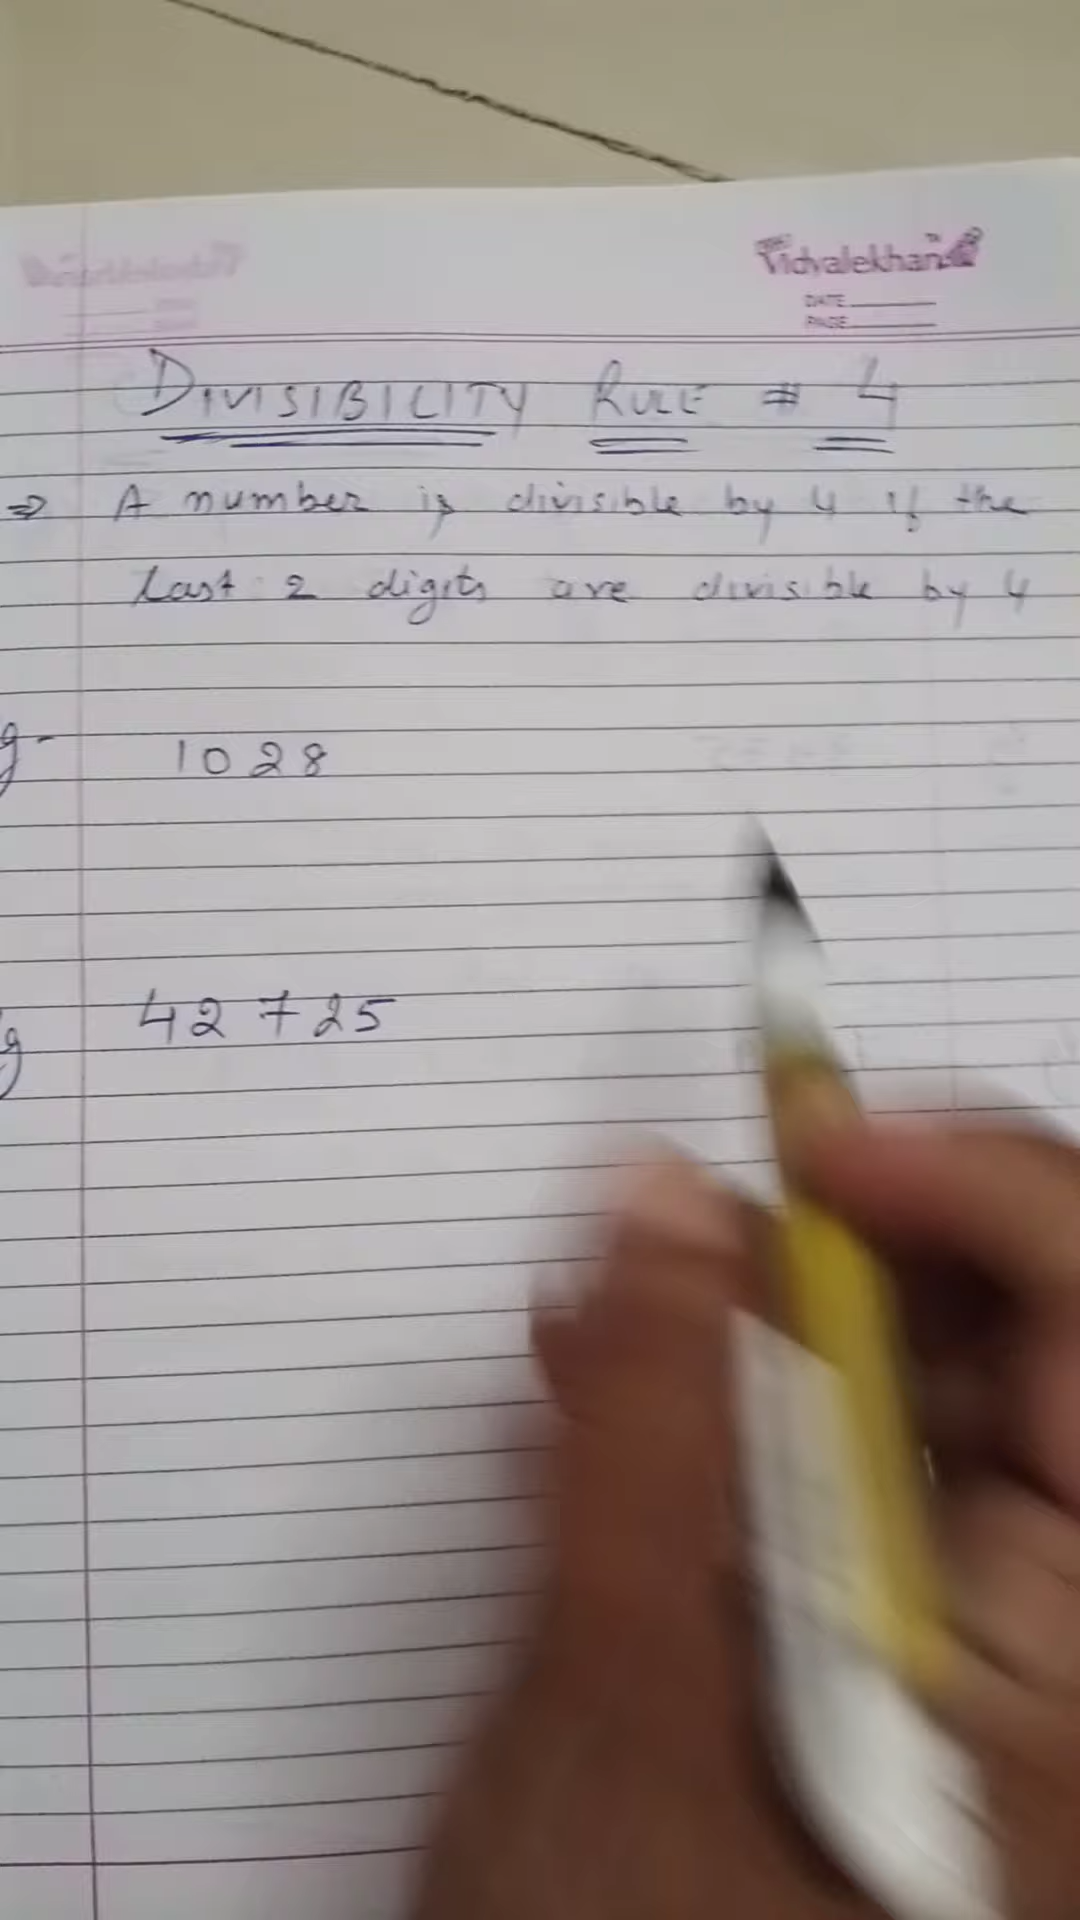 Vidyalekhan
DATE
PAGE
DIVISIBILITY RULE # 4
⇒ A number is divisible by 4 if the
last 2 digits are divisible by 4
g- 1028
g 42725